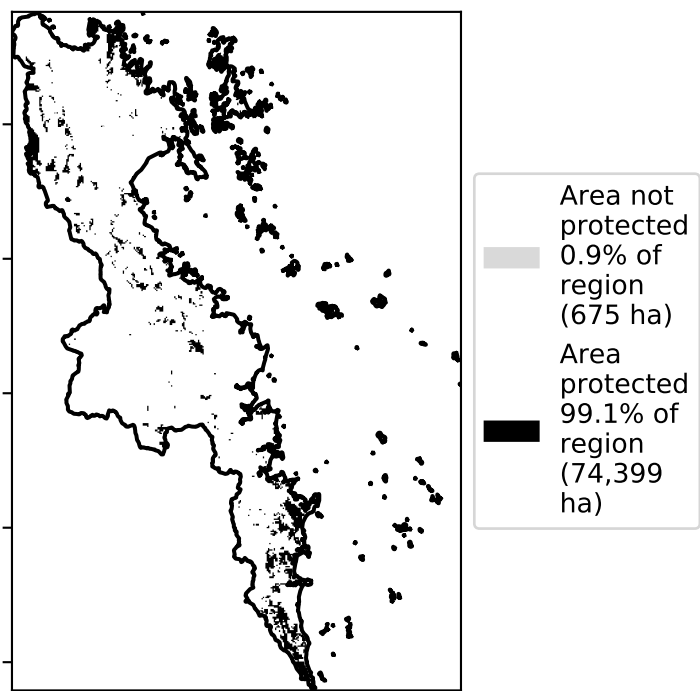 Area not
protected
0.9% of
region
(675 ha)
Area
protected
99.1% of
region
(74,399
ha)